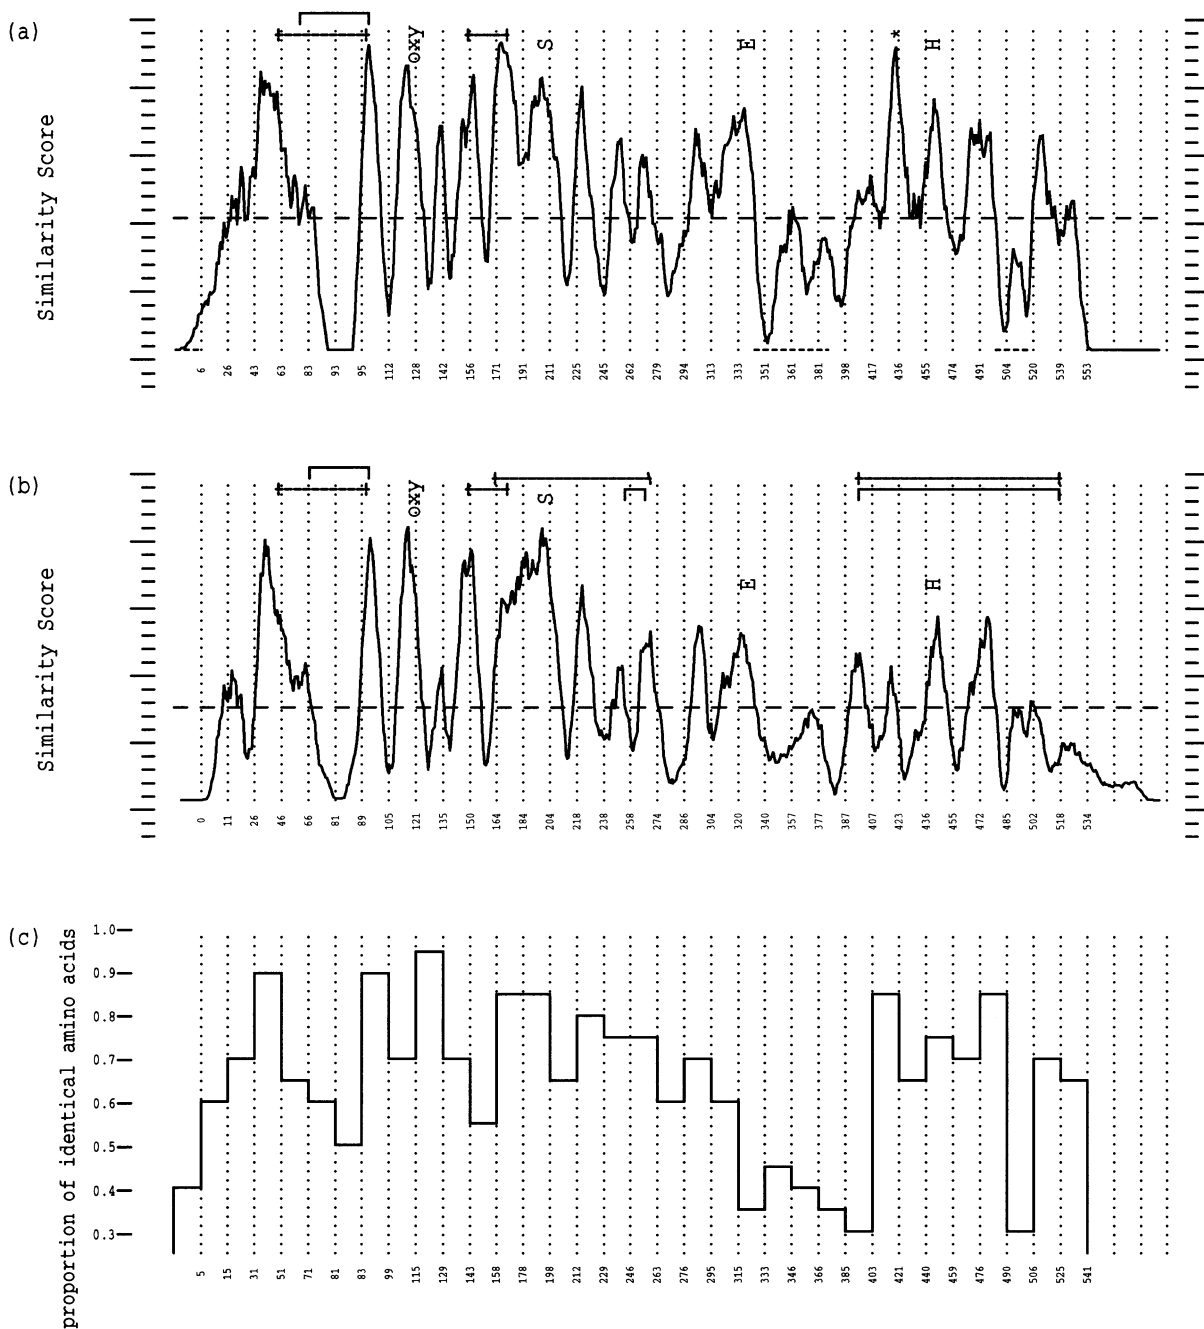 (a)
oxy
S
E
*
H
Similarity Score
6 26 43 63 83 93 95 112 128 142 156 171 191 211 225 245 262 279 294 313 333 351 361 381 398 417 436 455 474 491 504 520 539 553
(b)
oxy
S
E
H
Similarity Score
0 11 26 46 66 81 89 105 121 135 150 164 184 204 218 238 258 274 286 304 320 340 357 377 387 407 423 436 455 472 485 502 518 534
(c)
proportion of identical amino acids
1.0
0.9
0.8
0.7
0.6
0.5
0.4
0.3
5 15 31 51 71 81 83 99 115 129 143 158 178 198 212 229 246 263 276 295 315 333 346 366 385 403 421 440 459 476 490 506 525 541